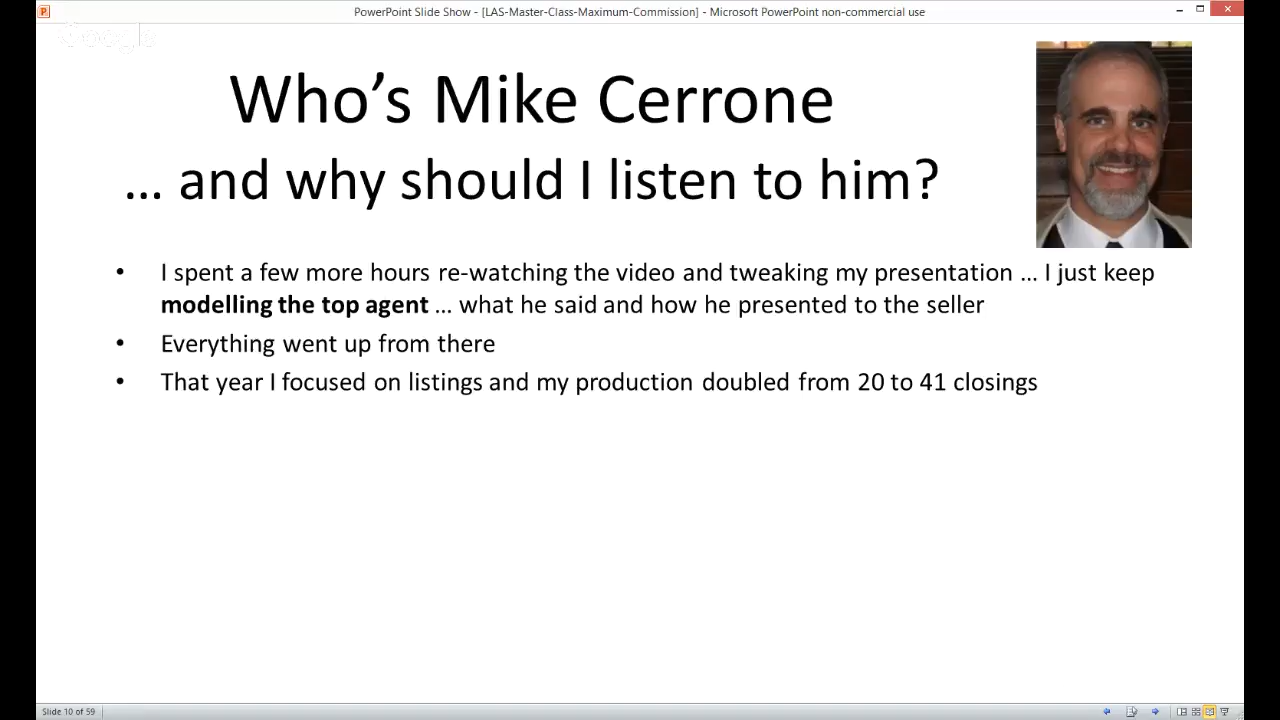 PowerPoint Slide Show - [LAS-Master-Class-Maximum-Commission] - Microsoft PowerPoint non-commercial use
Google
Who's Mike Cerrone
... and why should I listen to him?
• I spent a few more hours re-watching the video and tweaking my presentation ... I just keep
modelling the top agent ... what he said and how he presented to the seller
• Everything went up from there
• That year I focused on listings and my production doubled from 20 to 41 closings
Slide 10 of 59